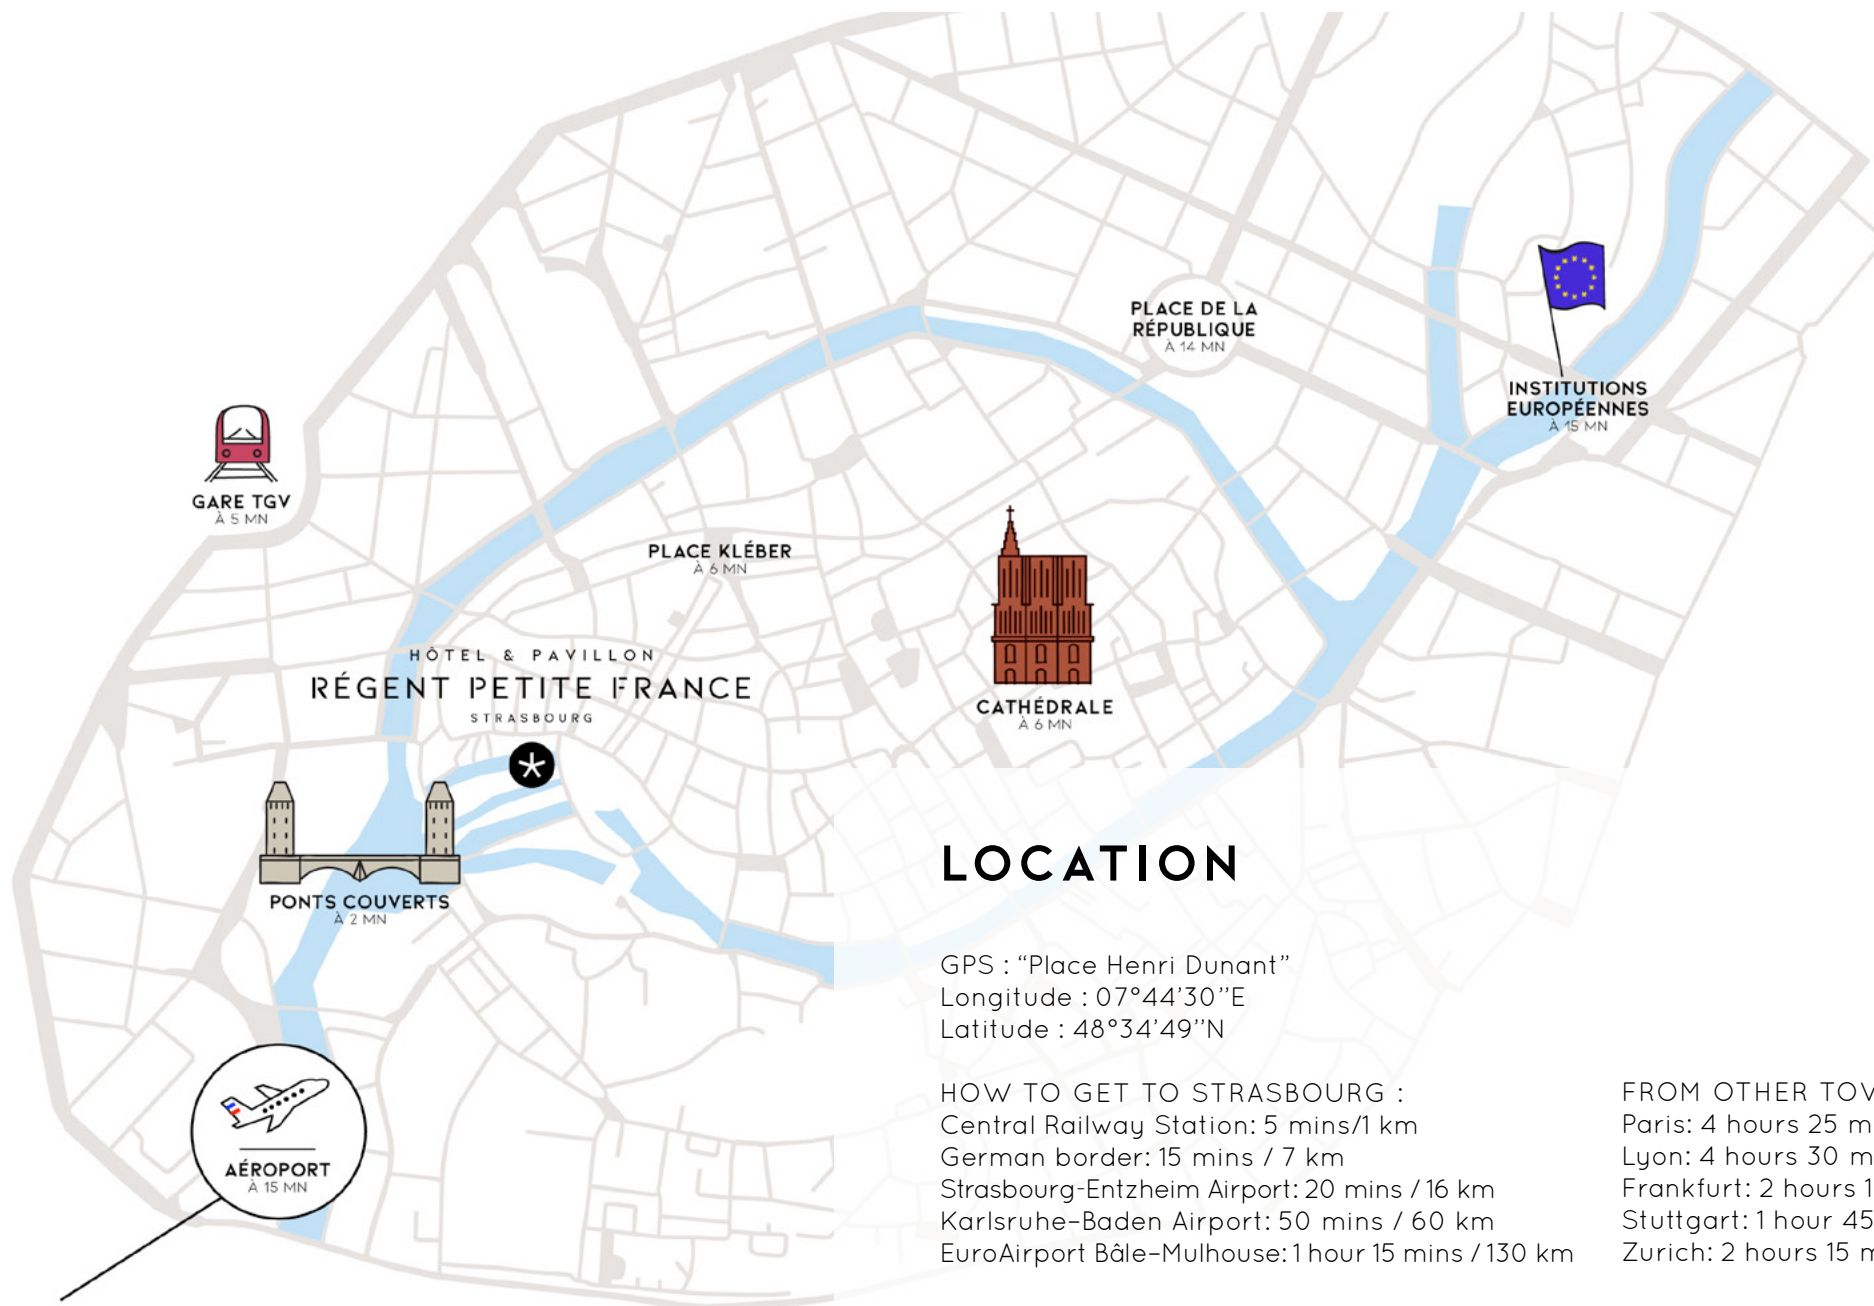 PLACE DE LA
RÉPUBLIQUE
À 14 MN
INSTITUTIONS
EUROPÉENNES
À 15 MN
GARE TGV
À 5 MN
PLACE KLÉBER
À 6 MN
HÔTEL & PAVILLON
RÉGENT PETITE FRANCE
STRASBOURG
CATHÉDRALE
À 6 MN
PONTS COUVERTS
À 2 MN
AÉROPORT
À 15 MN
LOCATION
GPS : “Place Henri Dunant”
Longitude : 07°44’30’’E
Latitude : 48°34’49’’N
HOW TO GET TO STRASBOURG :
Central Railway Station: 5 mins/1 km
German border: 15 mins / 7 km
Strasbourg-Entzheim Airport: 20 mins / 16 km
Karlsruhe–Baden Airport: 50 mins / 60 km
EuroAirport Bâle–Mulhouse: 1 hour 15 mins / 130 km
FROM OTHER
Paris: 4 hours 25
Lyon: 4 hours 30
Frankfurt: 2 hours
Stuttgart: 1 hour 45
Zurich: 2 hours 15